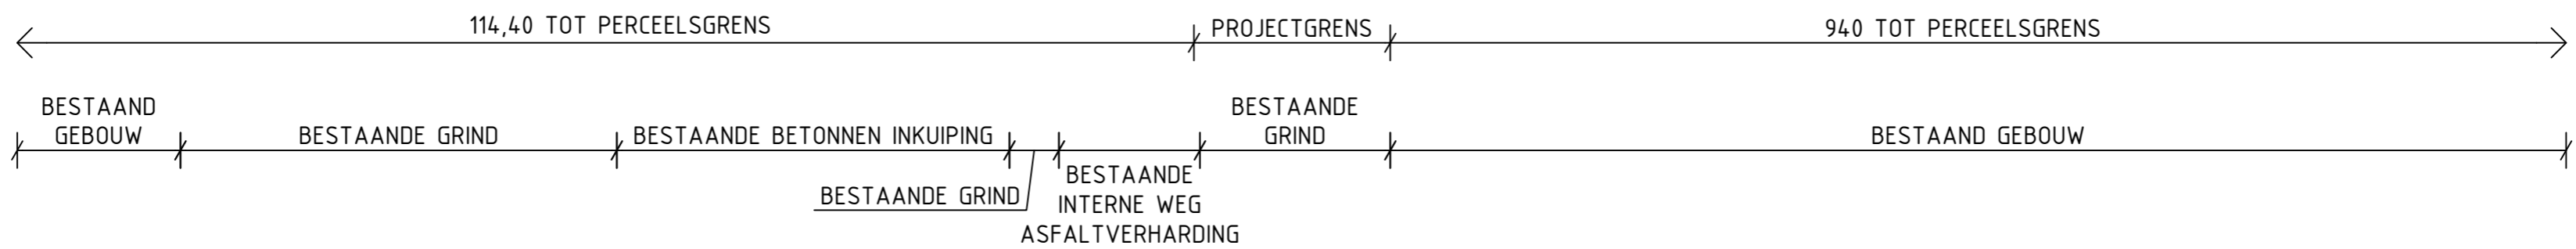 114,40 TOT PERCEELSGRENS
PROJECTGRENS
940 TOT PERCEELSGRENS
BESTAAND
GEBOUW
BESTAANDE GRIND
BESTAANDE BETONNEN INKUIPING
BESTAANDE GRIND
BESTAANDE
INTERNE WEG
ASFALTVERHARDING
BESTAANDE
GRIND
BESTAAND GEBOUW